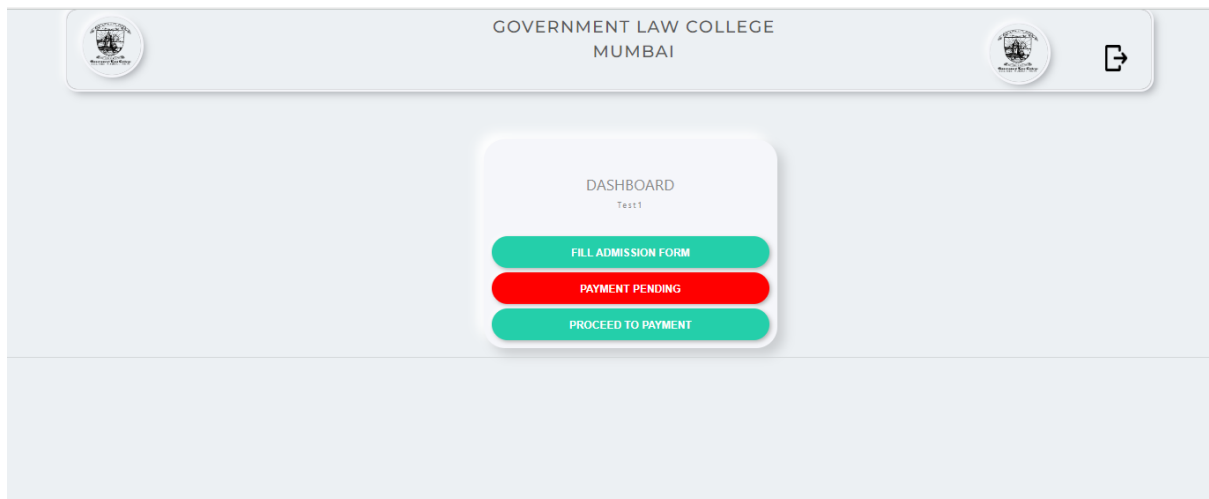 GOVERNMENT LAW COLLEGE
MUMBAI
DASHBOARD
Test1
FILL ADMISSION FORM
PAYMENT PENDING
PROCEED TO PAYMENT